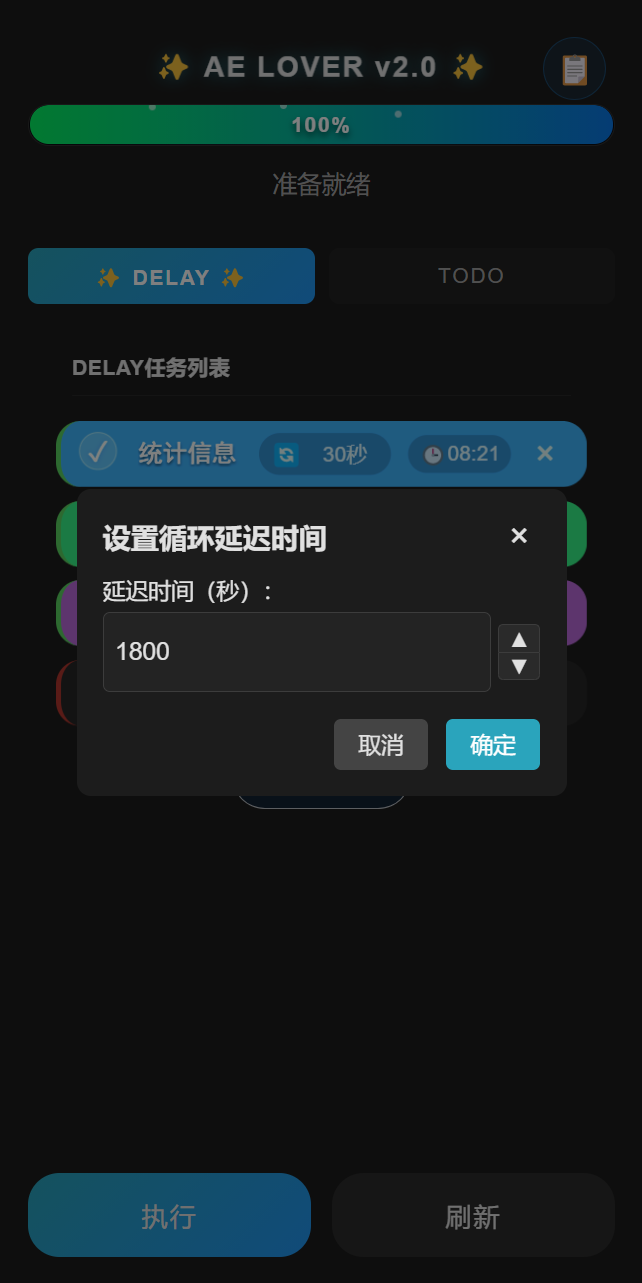 ✨ AE LOVER v2.0 ✨
100%
准备就绪
✨ DELAY ✨
TODO
DELAY任务列表
统计信息
30秒
08:21
×
设置循环延迟时间
×
延迟时间（秒）：
1800
▲
▼
取消
确定
执行
刷新